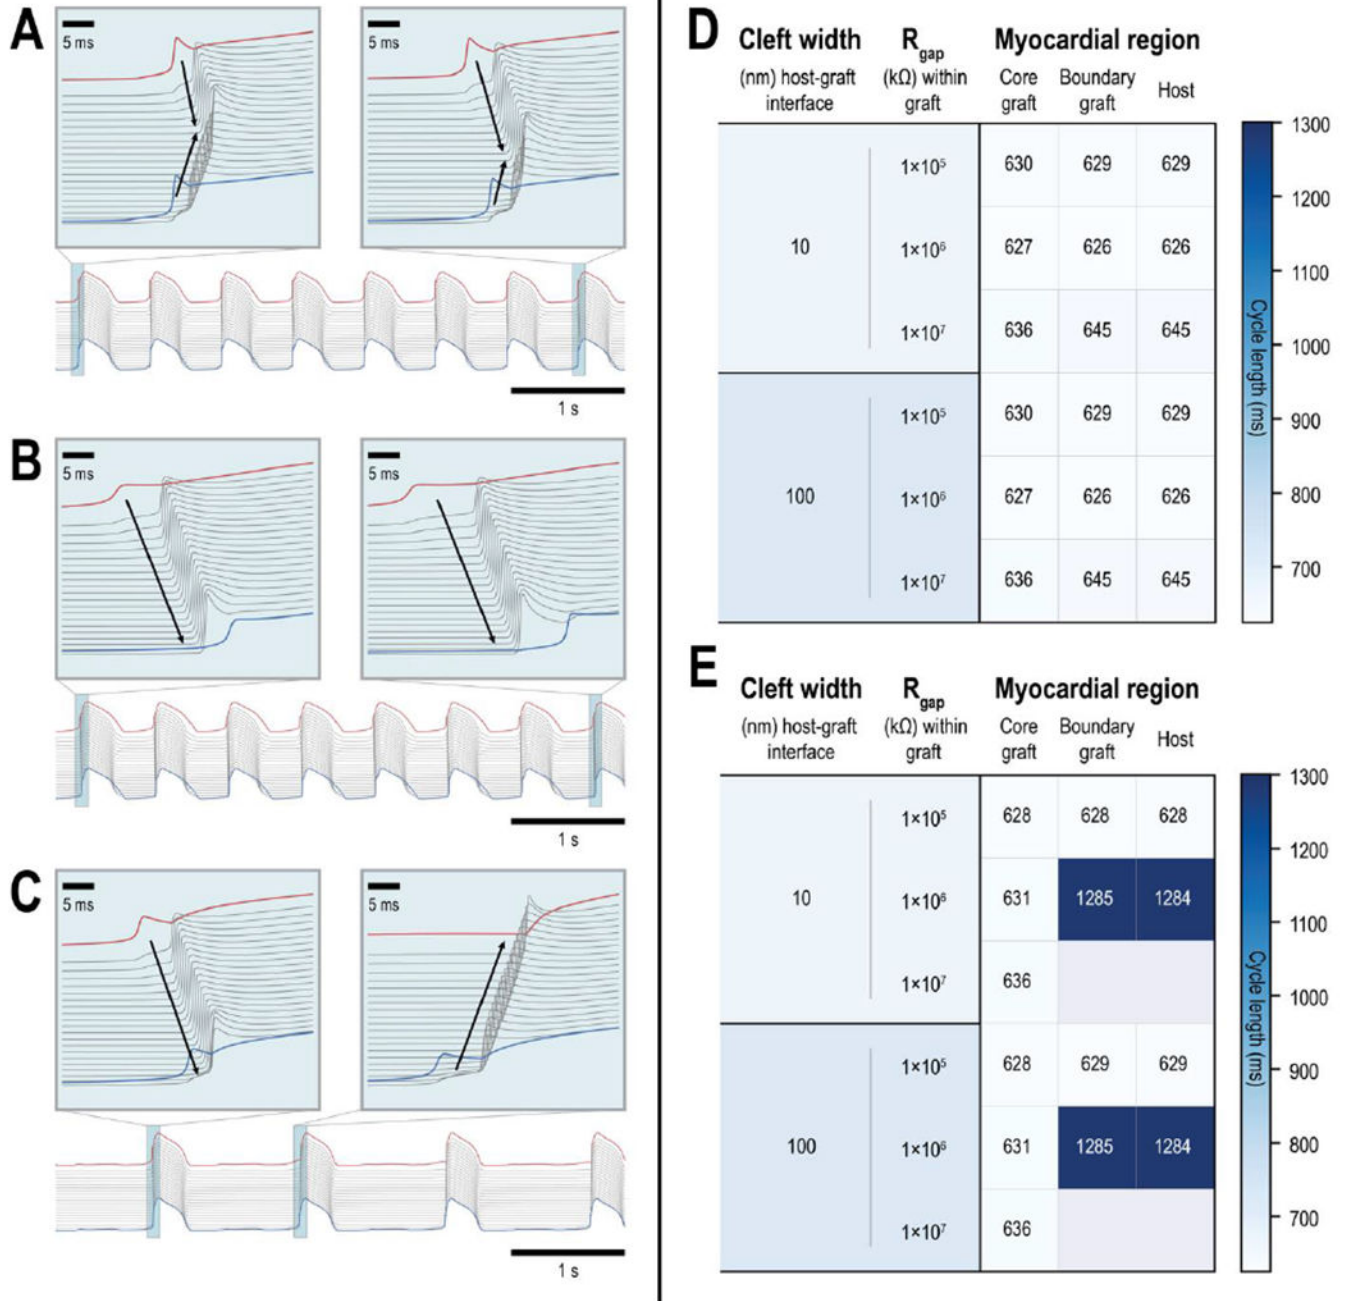 A
5 ms
5 ms
1 s
B
5 ms
5 ms
1 s
C
5 ms
5 ms
1 s
D
Cleft width
(nm) host-graft
interface
R_gap
(kΩ) within
graft
Myocardial region
Core
graft
Boundary
graft
Host
10
1×10⁵ 630 629 629
1×10⁶ 627 626 626
1×10⁷ 636 645 645
100
1×10⁵ 630 629 629
1×10⁶ 627 626 626
1×10⁷ 636 645 645
1300
1200
1100
1000
900
800
700
Cycle length (ms)
E
Cleft width
(nm) host-graft
interface
R_gap
(kΩ) within
graft
Myocardial region
Core
graft
Boundary
graft
Host
10
1×10⁵ 628 628 628
1×10⁶ 631 1285 1284
1×10⁷ 636
100
1×10⁵ 628 629 629
1×10⁶ 631 1285 1284
1×10⁷ 636
1300
1200
1100
1000
900
800
700
Cycle length (ms)